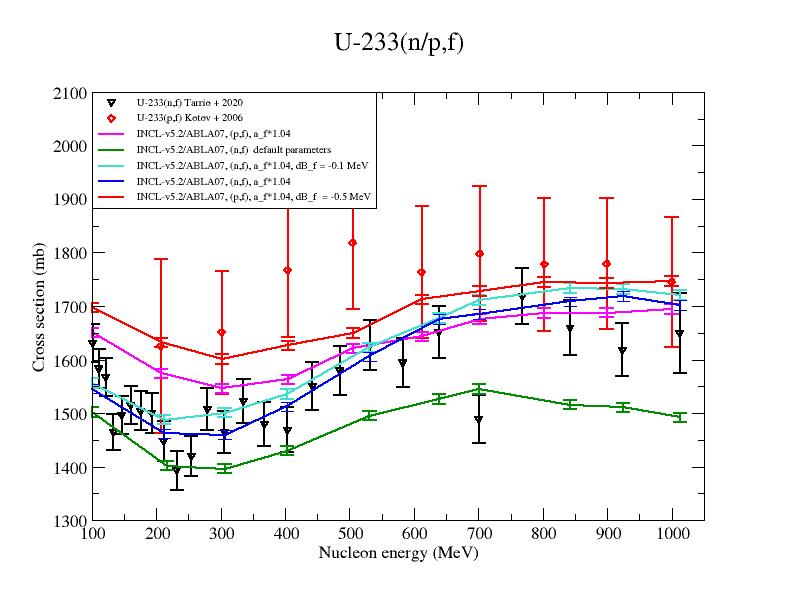 U-233(n/p,f)
2100
2000
1900
1800
1700
1600
1500
1400
1300
Cross section (mb)
U-233(n,f) Tarrio + 2020
U-233(p,f) Kotov + 2006
INCL-v5.2/ABLA07, (p,f), a_f*1.04
INCL-v5.2/ABLA07, (n,f)  default parameters
INCL-v5.2/ABLA07, (n,f), a_f*1.04, dB_f = -0.1 MeV
INCL-v5.2/ABLA07, (n,f), a_f*1.04
INCL-v5.2/ABLA07, (p,f), a_f*1.04, dB_f  = -0.5 MeV
100 200 300 400 500 600 700 800 900 1000
Nucleon energy (MeV)